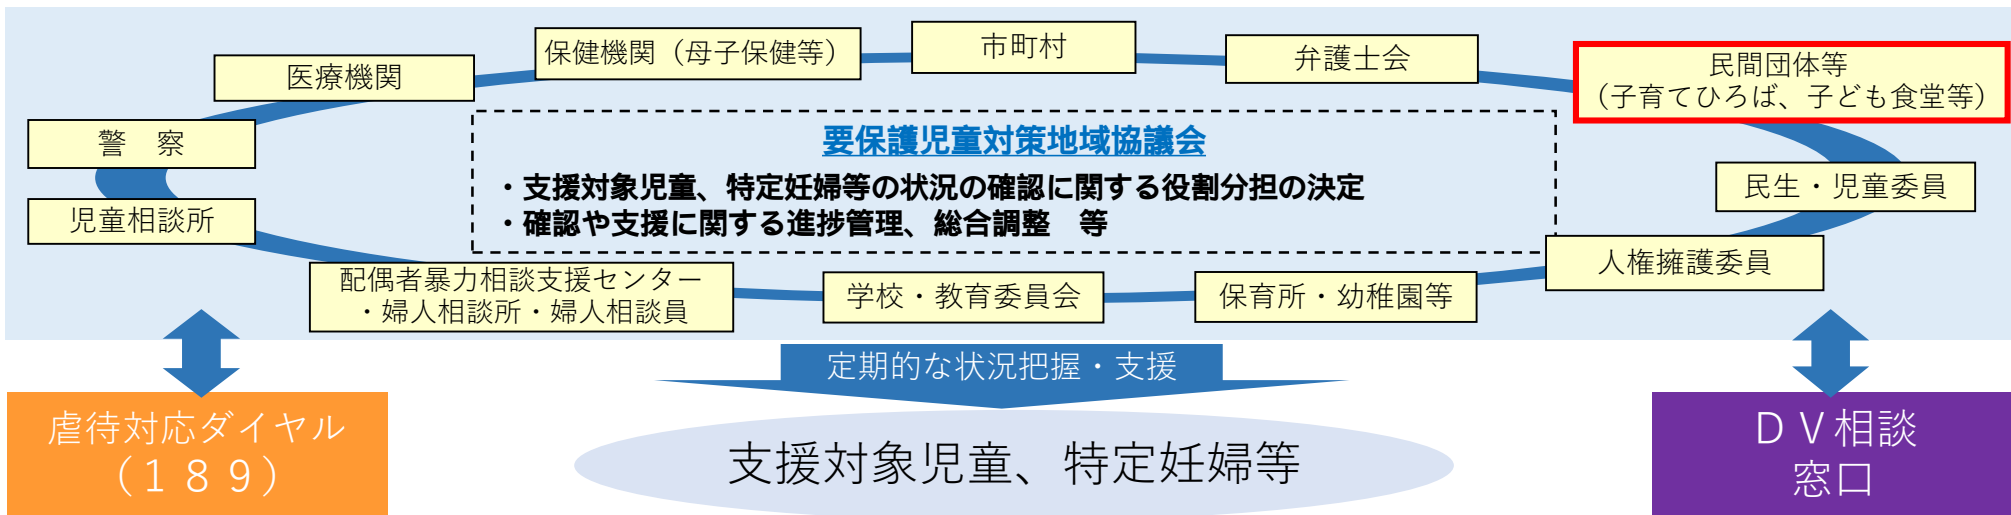 保健機関（母子保健等）
市町村
弁護士会
医療機関
民間団体等
（子育てひろば、子ども食堂等）
警　察
要保護児童対策地域協議会
・支援対象児童、特定妊婦等の状況の確認に関する役割分担の決定
・確認や支援に関する進捗管理、総合調整　等
民生・児童委員
児童相談所
人権擁護委員
配偶者暴力相談支援センター
・婦人相談所・婦人相談員
学校・教育委員会
保育所・幼稚園等
定期的な状況把握・支援
虐待対応ダイヤル
（１８９）
支援対象児童、特定妊婦等
ＤＶ相談
窓口